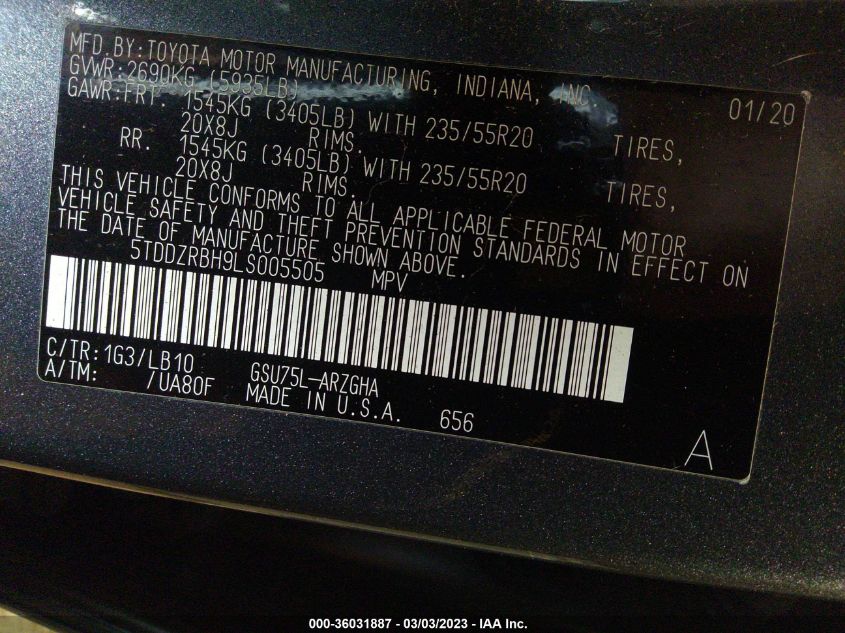 MFD.BY:TOYOTA MOTOR MANUFACTURING, INDIANA, INC. 01/20
GVWR:2690KG (5935LB)
GAWR:FRT. 1545KG (3405LB) WITH 235/55R20 TIRES,
20X8J RIMS.
RR. 1545KG (3405LB) WITH 235/55R20 TIRES,
20X8J RIMS.
THIS VEHICLE CONFORMS TO ALL APPLICABLE FEDERAL MOTOR
VEHICLE SAFETY AND THEFT PREVENTION STANDARDS IN EFFECT ON
THE DATE OF MANUFACTURE SHOWN ABOVE.
5TDDZRBH9LS005505 MPV
C/TR:1G3/LB10 GSU75L-ARZGHA
A/TM: /UA80F MADE IN U.S.A. 656
A
000-36031887 — 03/03/2023 — IAA Inc.